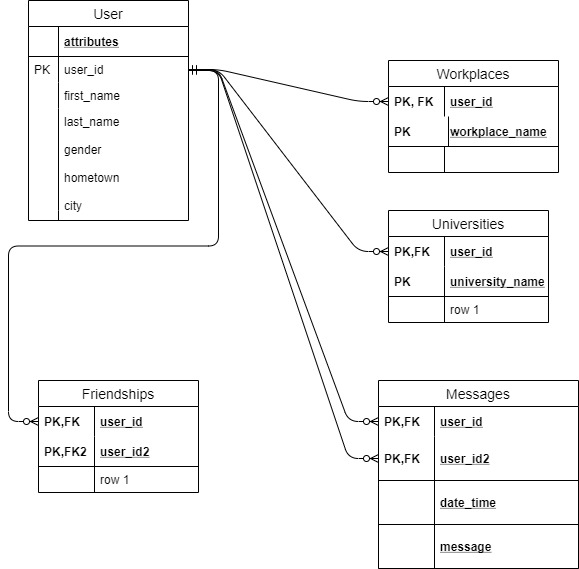 User
attributes
PK user_id
first_name
last_name
gender
hometown
city
Workplaces
PK, FK user_id
PK workplace_name
Universities
PK,FK user_id
PK university_name
row 1
Friendships
PK,FK user_id
PK,FK2 user_id2
row 1
Messages
PK,FK user_id
PK,FK user_id2
date_time
message